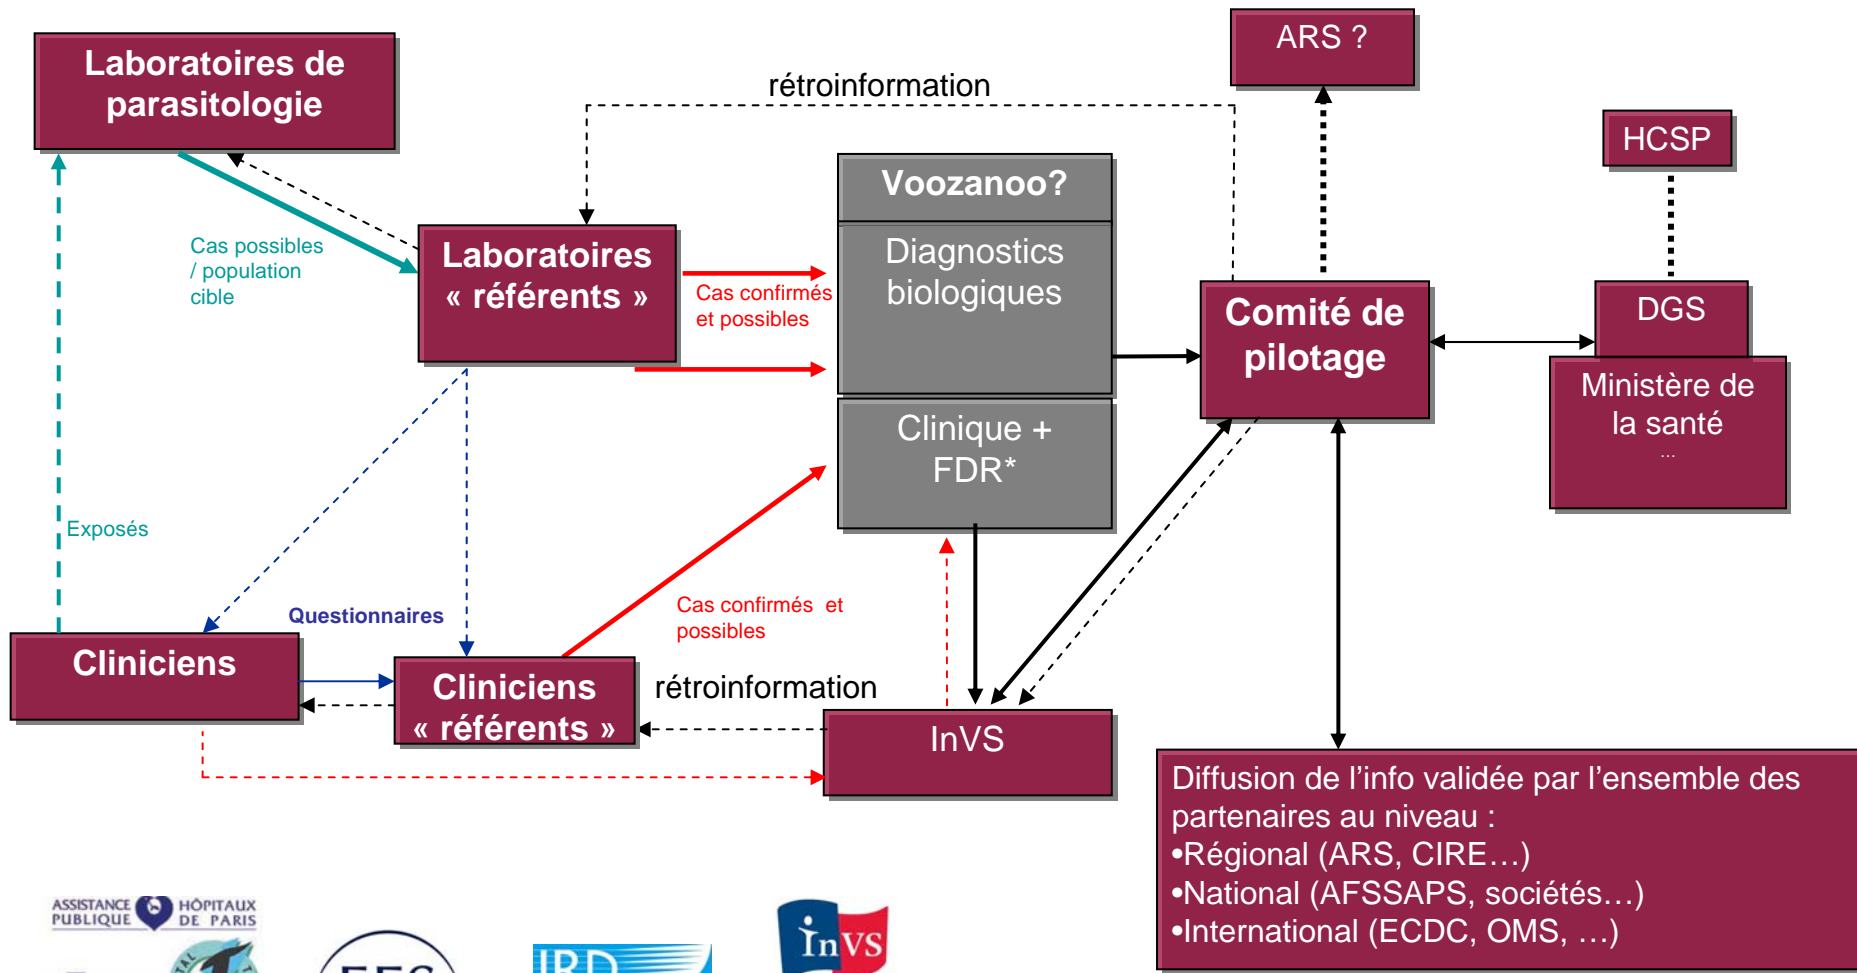 ARS ?
Laboratoires de
parasitologie
rétroinformation
HCSP
Voozanoo?
Cas possibles
/ population
cible
Laboratoires
« référents »
Diagnostics
biologiques
Cas confirmés
et possibles
Comité de
pilotage
DGS
Ministère de
la santé
...
Clinique +
FDR*
Exposés
Questionnaires
Cas confirmés et
possibles
Cliniciens
Cliniciens
« référents »
rétroinformation
InVS
Diffusion de l’info validée par l’ensemble des
partenaires au niveau :
•Régional (ARS, CIRE…)
•National (AFSSAPS, sociétés…)
•International (ECDC, OMS, …)
ASSISTANCE HÔPITAUX
PUBLIQUE DE PARIS
InVS
IRD